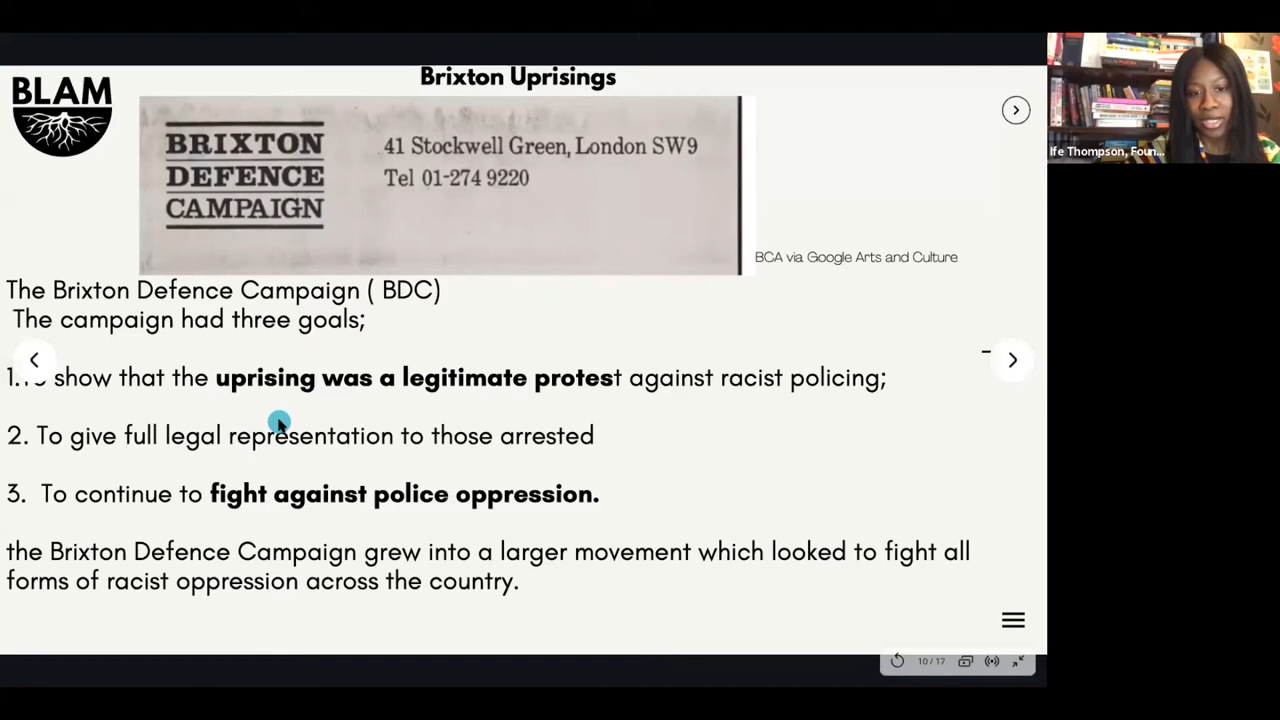 BLAM
Brixton Uprisings
BRIXTON
DEFENCE
CAMPAIGN
41 Stockwell Green, London SW9
Tel 01-274 9220
BCA via Google Arts and Culture
Ife Thompson, Foun...
The Brixton Defence Campaign ( BDC)
The campaign had three goals;
1. show that the uprising was a legitimate protest against racist policing;
2. To give full legal representation to those arrested
3. To continue to fight against police oppression.
the Brixton Defence Campaign grew into a larger movement which looked to fight all
forms of racist oppression across the country.
10 / 17